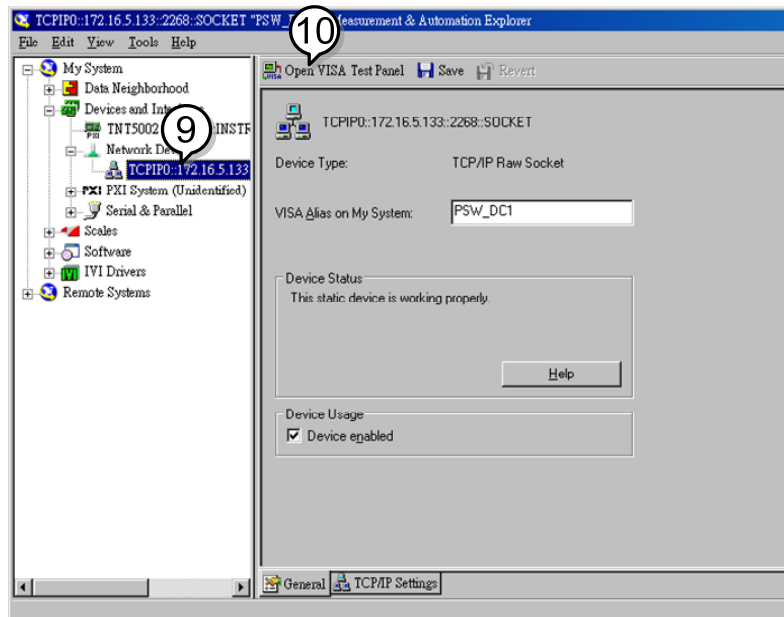 TCPIP0::172.16.5.133::2268::SOCKET "PSW_ Measurement & Automation Explorer
10
File Edit View Tools Help
My System
Data Neighborhood
Devices and
TNT5002 INSTR
9
Network
TCPIP0::172.16.5.133
PXI PXI System (Unidentified)
Serial & Parallel
Scales
Software
IVI Drivers
Remote Systems
Open VISA Test Panel Save Revert
TCPIP0::172.16.5.133::2268::SOCKET
Device Type: TCP/IP Raw Socket
VISA Alias on My System: PSW_DC1
Device Status
This static device is working properly.
Help
Device Usage
Device enabled
General TCP/IP Settings